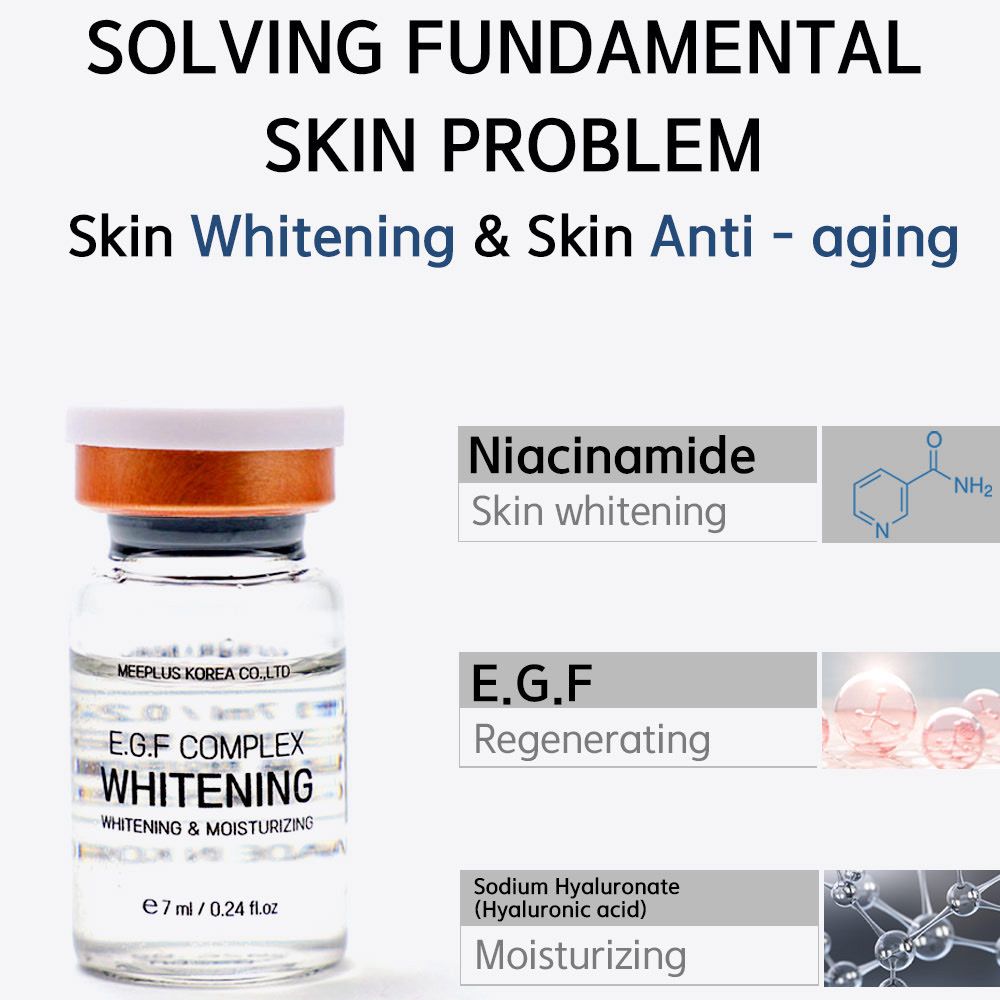 SOLVING FUNDAMENTAL
SKIN PROBLEM
Skin Whitening & Skin Anti - aging
MEEPLUS KOREA CO.,LTD
E.G.F COMPLEX
WHITENING
WHITENING & MOISTURIZING
e 7 ml / 0.24 fl.oz
Niacinamide
Skin whitening
O
NH₂
N
E.G.F
Regenerating
Sodium Hyaluronate
(Hyaluronic acid)
Moisturizing